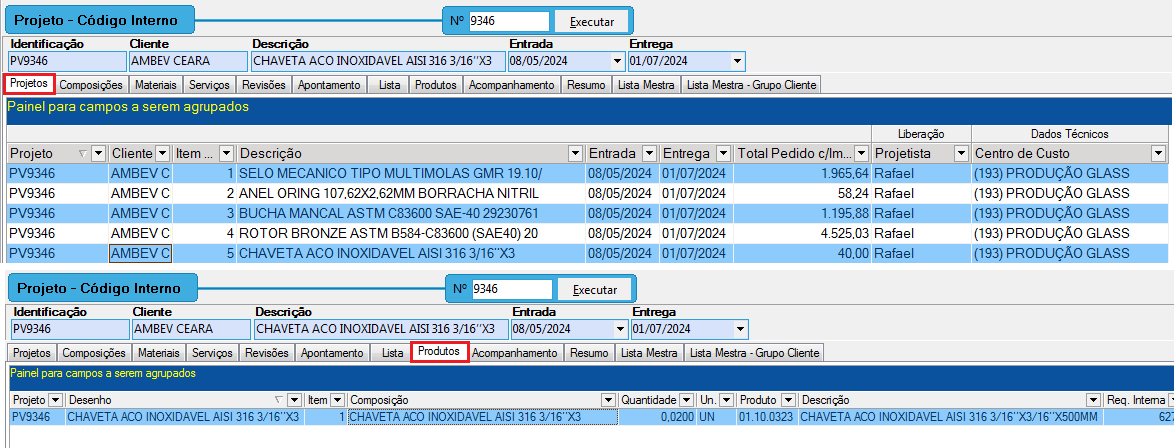 Projeto - Código Interno Nº 9346 Executar
Identificação Cliente Descrição Entrada Entrega
PV9346 AMBEV CEARA CHAVETA ACO INOXIDAVEL AISI 316 3/16''X3 08/05/2024 01/07/2024
Projetos Composições Materiais Serviços Revisões Apontamento Lista Produtos Acompanhamento Resumo Lista Mestra Lista Mestra - Grupo Cliente
Painel para campos a serem agrupados
Liberação Dados Técnicos
Projeto Cliente Item ... Descrição Entrada Entrega Total Pedido c/Im... Projetista Centro de Custo
PV9346 AMBEV C 1 SELO MECANICO TIPO MULTIMOLAS GMR 19.10/ 08/05/2024 01/07/2024 1.965,64 Rafael (193) PRODUÇÃO GLASS
PV9346 AMBEV C 2 ANEL ORING 107,62X2,62MM BORRACHA NITRIL 08/05/2024 01/07/2024 58,24 Rafael (193) PRODUÇÃO GLASS
PV9346 AMBEV C 3 BUCHA MANCAL ASTM C83600 SAE-40 29230761 08/05/2024 01/07/2024 1.195,88 Rafael (193) PRODUÇÃO GLASS
PV9346 AMBEV C 4 ROTOR BRONZE ASTM B584-C83600 (SAE40) 20 08/05/2024 01/07/2024 4.525,03 Rafael (193) PRODUÇÃO GLASS
PV9346 AMBEV C 5 CHAVETA ACO INOXIDAVEL AISI 316 3/16''X3 08/05/2024 01/07/2024 40,00 Rafael (193) PRODUÇÃO GLASS
Projeto - Código Interno Nº 9346 Executar
Identificação Cliente Descrição Entrada Entrega
PV9346 AMBEV CEARA CHAVETA ACO INOXIDAVEL AISI 316 3/16''X3 08/05/2024 01/07/2024
Projetos Composições Materiais Serviços Revisões Apontamento Lista Produtos Acompanhamento Resumo Lista Mestra Lista Mestra - Grupo Cliente
Painel para campos a serem agrupados
Projeto Desenho Item Composição Quantidade Un. Produto Descrição Req. Interna
PV9346 CHAVETA ACO INOXIDAVEL AISI 316 3/16''X3 1 CHAVETA ACO INOXIDAVEL AISI 316 3/16''X3 0,0200 UN 01.10.0323 CHAVETA ACO INOXIDAVEL AISI 316 3/16''X3/16''X500MM 627